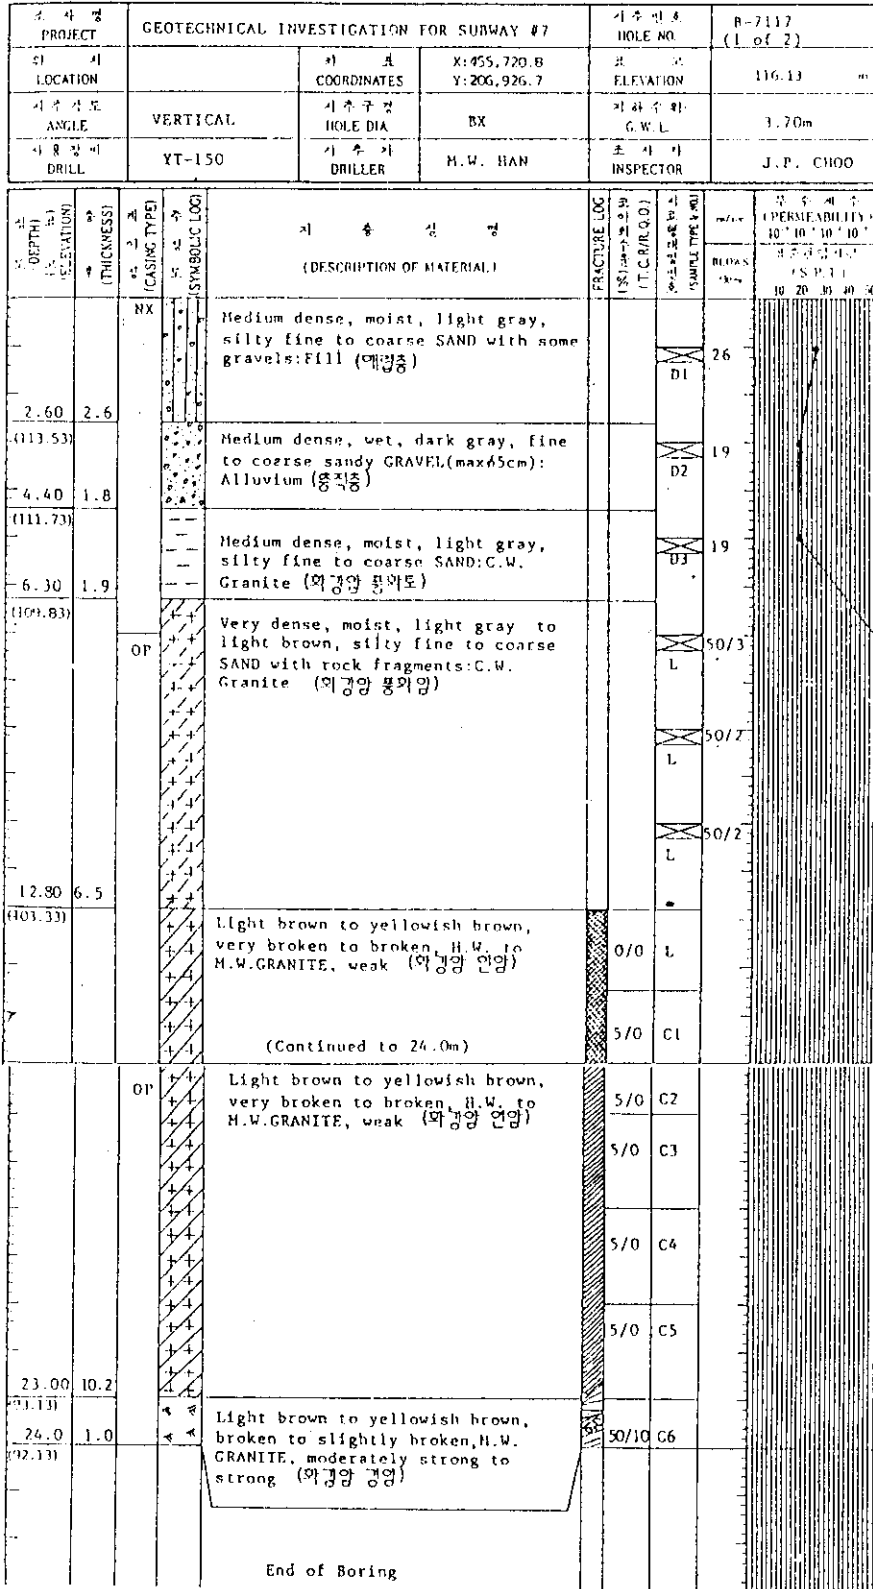 PROJECT
GEOTECHNICAL INVESTIGATION FOR SUBWAY #7
HOLE NO.
B-7117
(1 of 2)
LOCATION
COORDINATES
X:455,720.8
Y:206,926.7
ELEVATION
116.13 m
ANGLE
VERTICAL
HOLE DIA
BX
G.W.L.
3.70m
DRILL
YT-150
DRILLER
M.W. HAN
INSPECTOR
J.P. CHOO
(DEPTH)
(ELEVATION)
(THICKNESS)
(CASING TYPE)
(SYMBOLIC LOG)
(DESCRIPTION OF MATERIAL)
FRACTURE LOG
(T.C.R/R.Q.D)
(SAMPLE TYPE & NO.)
(PERMEABILITY)
BLOWS
(S.P.T)
10 20 30 40 50
NX
Medium dense, moist, light gray,
silty fine to coarse SAND with some
gravels:Fill (매립층)
D1
26
2.60 2.6
(113.53)
Medium dense, wet, dark gray, fine
to coarse sandy GRAVEL(maxφ5cm):
Alluvium (충적층)
D2
19
4.40 1.8
(111.73)
Medium dense, moist, light gray,
silty fine to coarse SAND:C.W.
Granite (화강암 풍화토)
D3
19
6.30 1.9
(109.83)
OP
Very dense, moist, light gray to
light brown, silty fine to coarse
SAND with rock fragments:C.W.
Granite (화강암 풍화암)
50/3
L
50/2
L
50/2
L
12.80 6.5
(103.33)
Light brown to yellowish brown,
very broken to broken, H.W. to
M.W.GRANITE, weak (화강암 연암)
0/0 L
5/0 C1
(Continued to 24.0m)
OP
Light brown to yellowish brown,
very broken to broken, H.W. to
M.W.GRANITE, weak (화강암 연암)
5/0 C2
5/0 C3
5/0 C4
5/0 C5
23.00 10.2
(93.13)
Light brown to yellowish brown,
broken to slightly broken,M.W.
GRANITE, moderately strong to
strong (화강암 경암)
50/10 C6
24.0 1.0
(92.13)
End of Boring